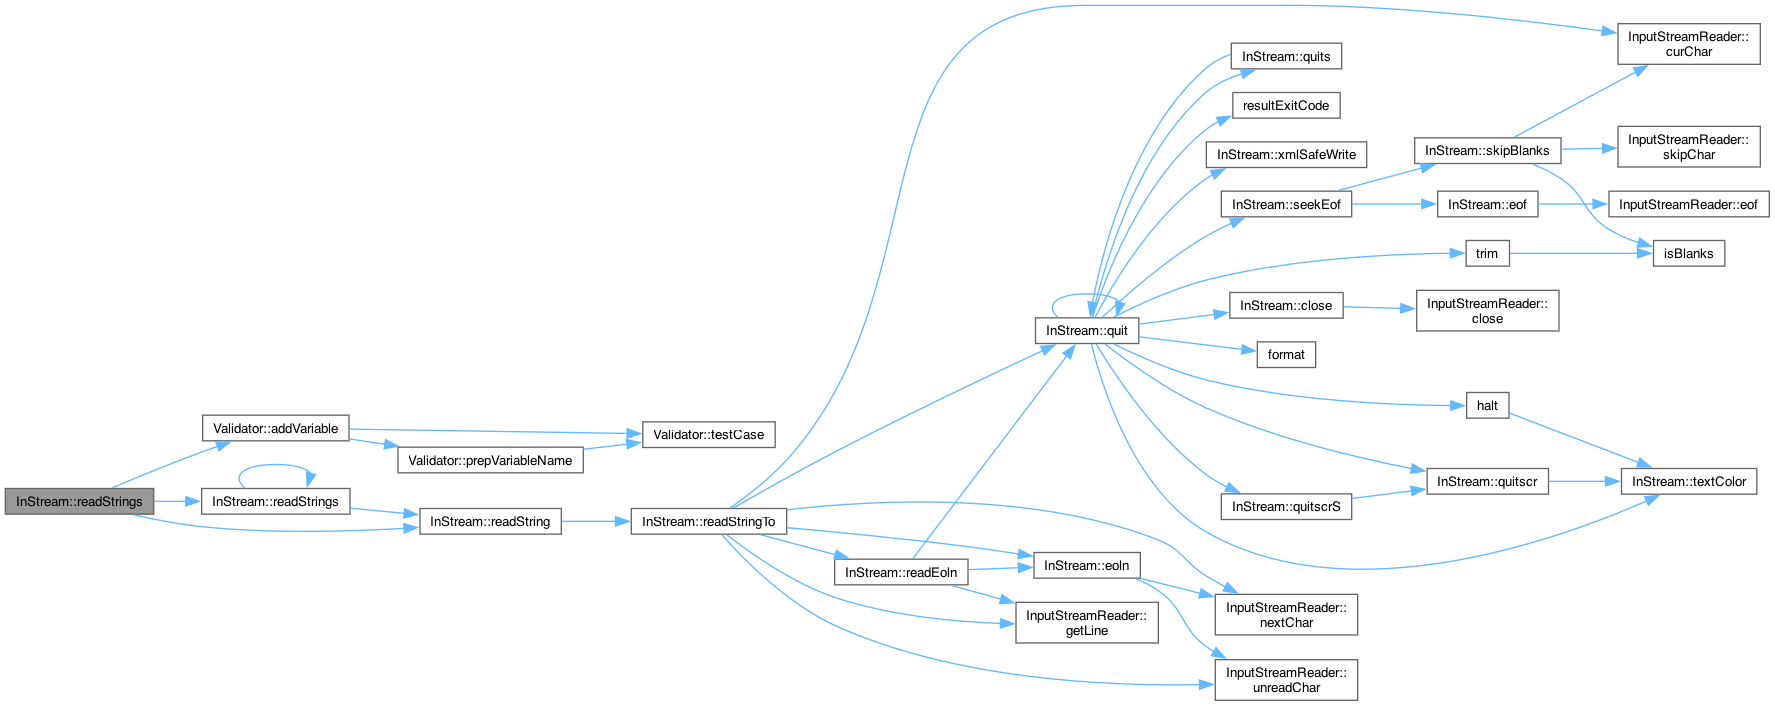 InputStreamReader::
curChar
InStream::quits
resultExitCode
InputStreamReader::
skipChar
InStream::skipBlanks
InStream::xmlSafeWrite
InStream::seekEof
InStream::eof
InputStreamReader::eof
trim
isBlanks
InStream::close
InputStreamReader::
close
InStream::quit
format
halt
Validator::addVariable
Validator::testCase
Validator::prepVariableName
InStream::readStrings
InStream::readStrings
InStream::quitscr
InStream::textColor
InStream::quitscrS
InStream::readString
InStream::readStringTo
InStream::eoln
InStream::readEoln
InputStreamReader::
nextChar
InputStreamReader::
getLine
InputStreamReader::
unreadChar